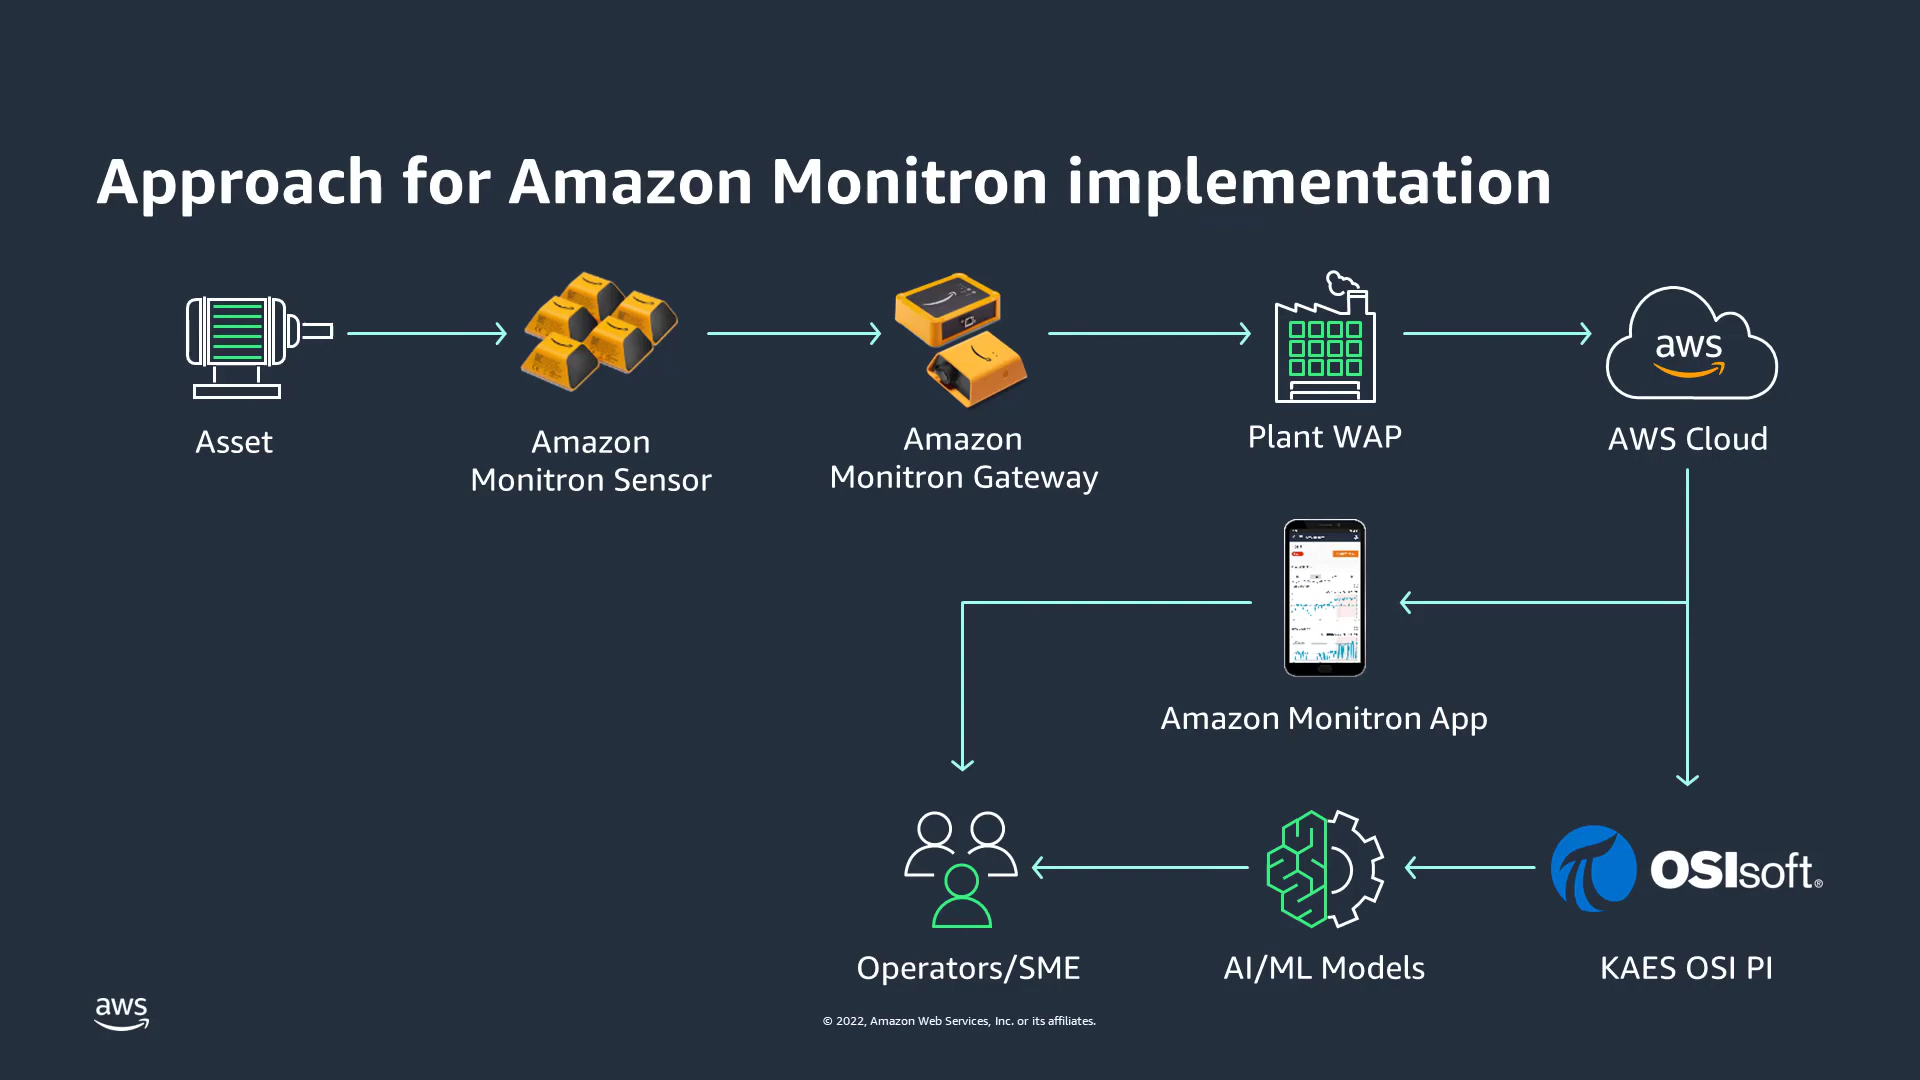 Approach for Amazon Monitron implementation
aws
Asset
Amazon
Monitron Sensor
Amazon
Monitron Gateway
Plant WAP
AWS Cloud
Amazon Monitron App
OSIsoft®
Operators/SME
AI/ML Models
KAES OSI PI
aws
© 2022, Amazon Web Services, Inc. or its affiliates.